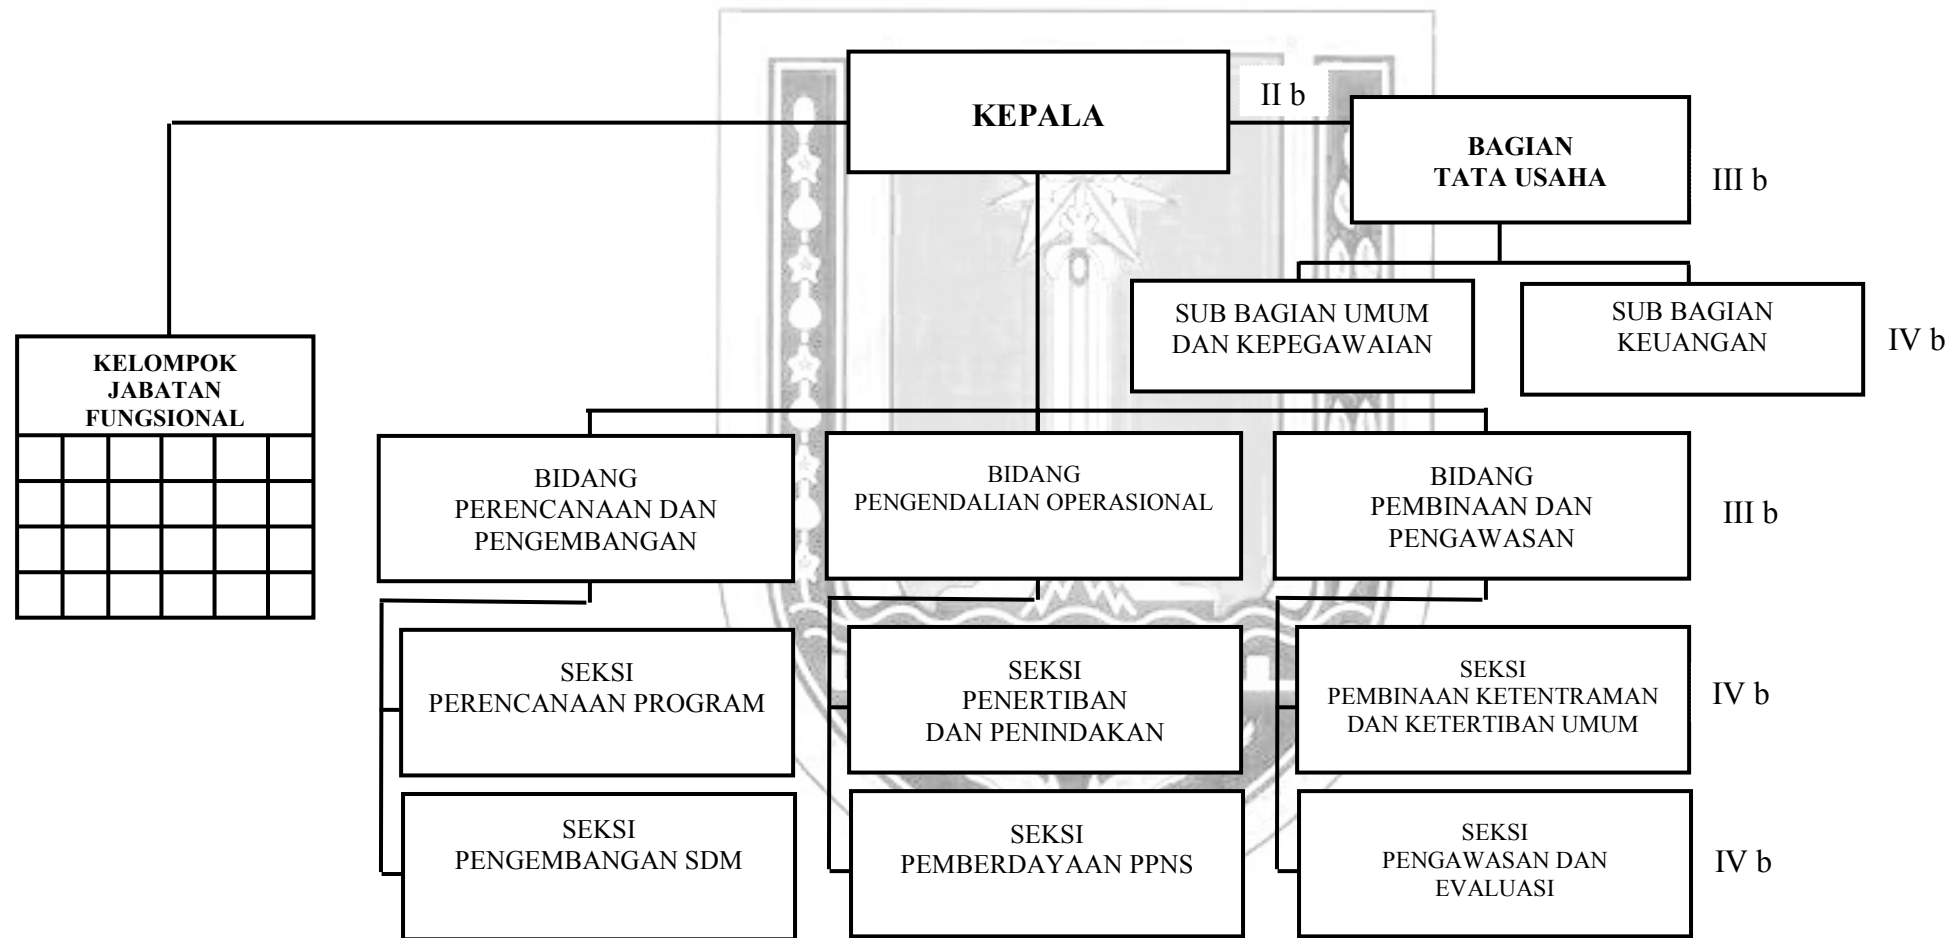 KEPALA
II b
BAGIAN
TATA USAHA
III b
SUB BAGIAN UMUM
DAN KEPEGAWAIAN
SUB BAGIAN
KEUANGAN
IV b
KELOMPOK
JABATAN
FUNGSIONAL
BIDANG
PERENCANAAN DAN
PENGEMBANGAN
BIDANG
PENGENDALIAN OPERASIONAL
BIDANG
PEMBINAAN DAN
PENGAWASAN
III b
SEKSI
PERENCANAAN PROGRAM
SEKSI
PENERTIBAN
DAN PENINDAKAN
SEKSI
PEMBINAAN KETENTRAMAN
DAN KETERTIBAN UMUM
IV b
SEKSI
PENGEMBANGAN SDM
SEKSI
PEMBERDAYAAN PPNS
SEKSI
PENGAWASAN DAN
EVALUASI
IV b